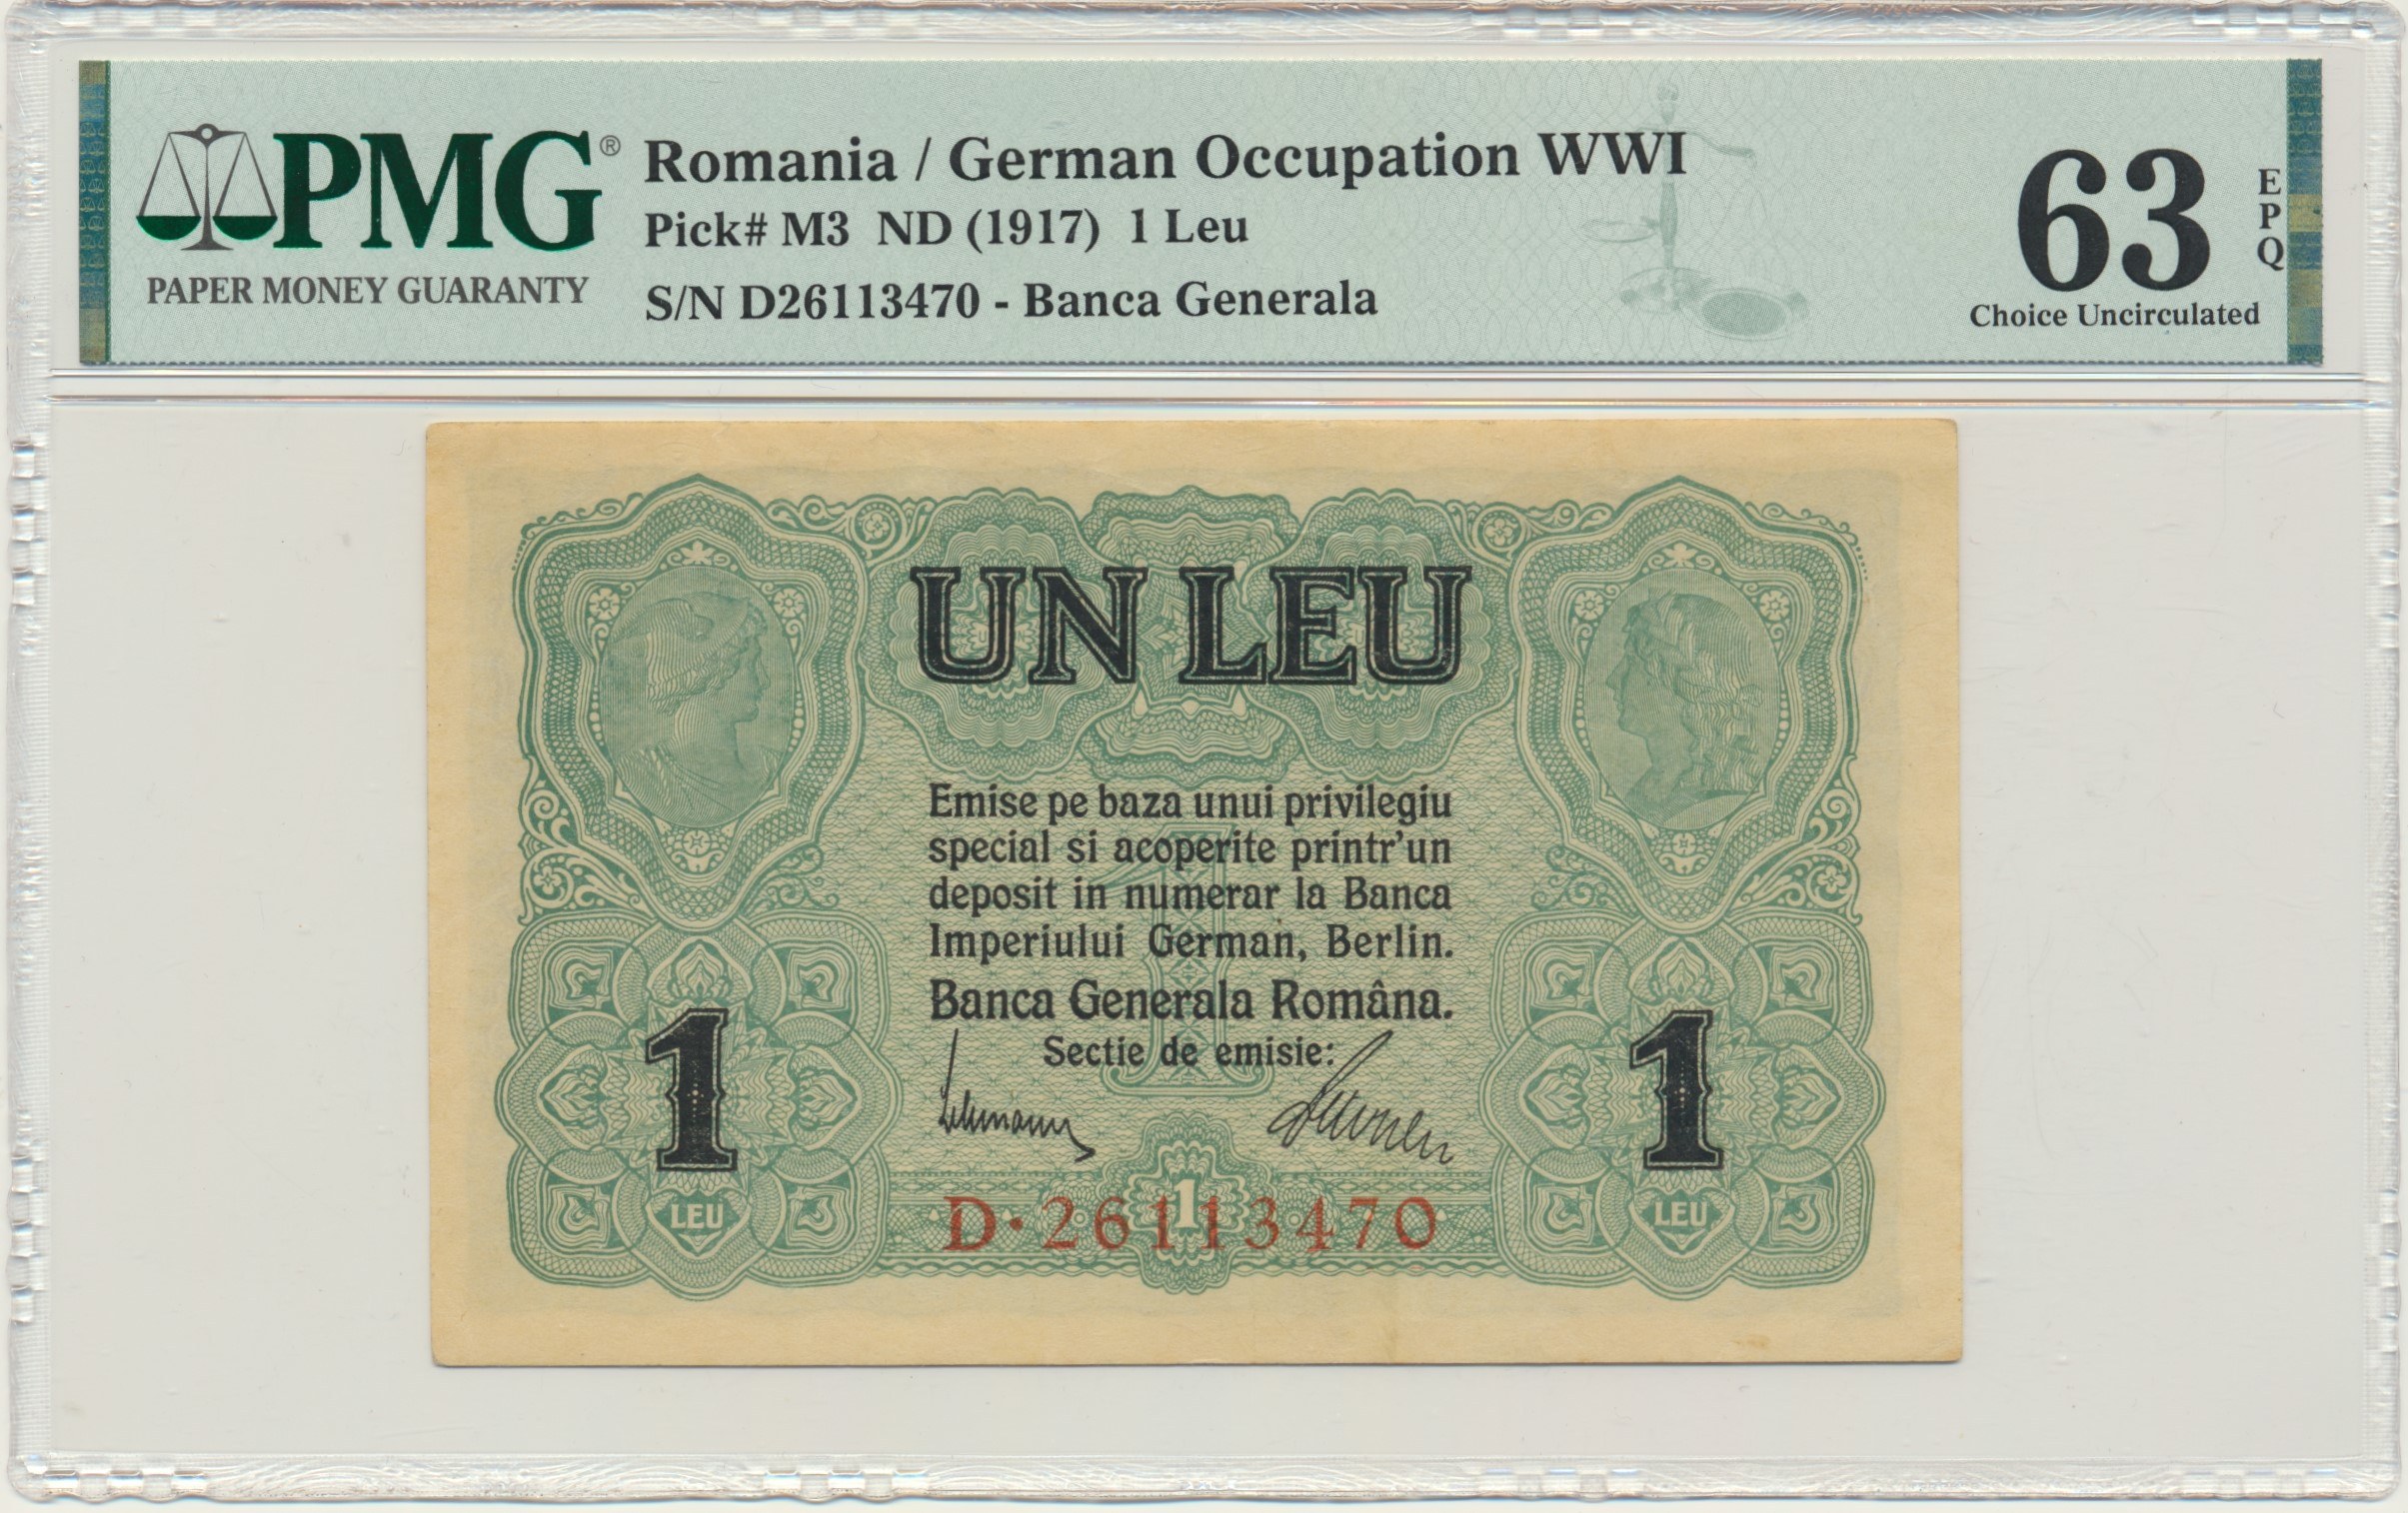 PMG®
PAPER MONEY GUARANTY
Romania / German Occupation WWI
Pick# M3 ND (1917) 1 Leu
S/N D26113470 - Banca Generala
63
EPQ
Choice Uncirculated
UN LEU
Emise pe baza unui privilegiu
special si acoperite printr'un
deposit in numerar la Banca
Imperiului German, Berlin.
Banca Generala Româna.
Sectie de emisie:
1
1
1
LEU
LEU
1
D·26113470